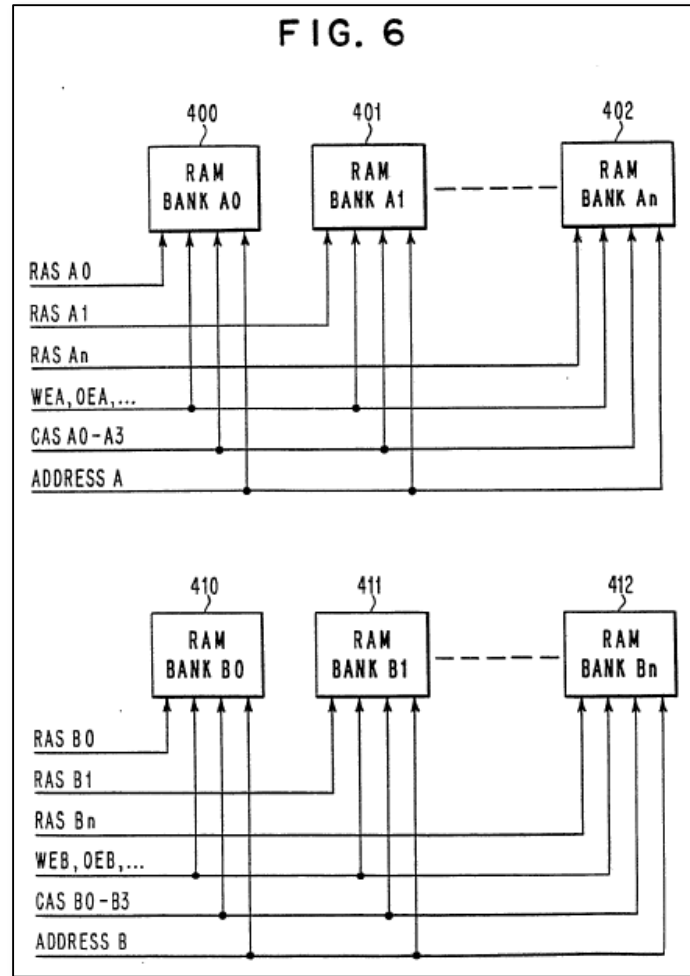 FIG. 6
400
401
402
RAM
BANK A0
RAM
BANK A1
RAM
BANK An
RAS A0
RAS A1
RAS An
WEA, OEA,...
CAS A0-A3
ADDRESS A
410
411
412
RAM
BANK B0
RAM
BANK B1
RAM
BANK Bn
RAS B0
RAS B1
RAS Bn
WEB, OEB,...
CAS B0-B3
ADDRESS B